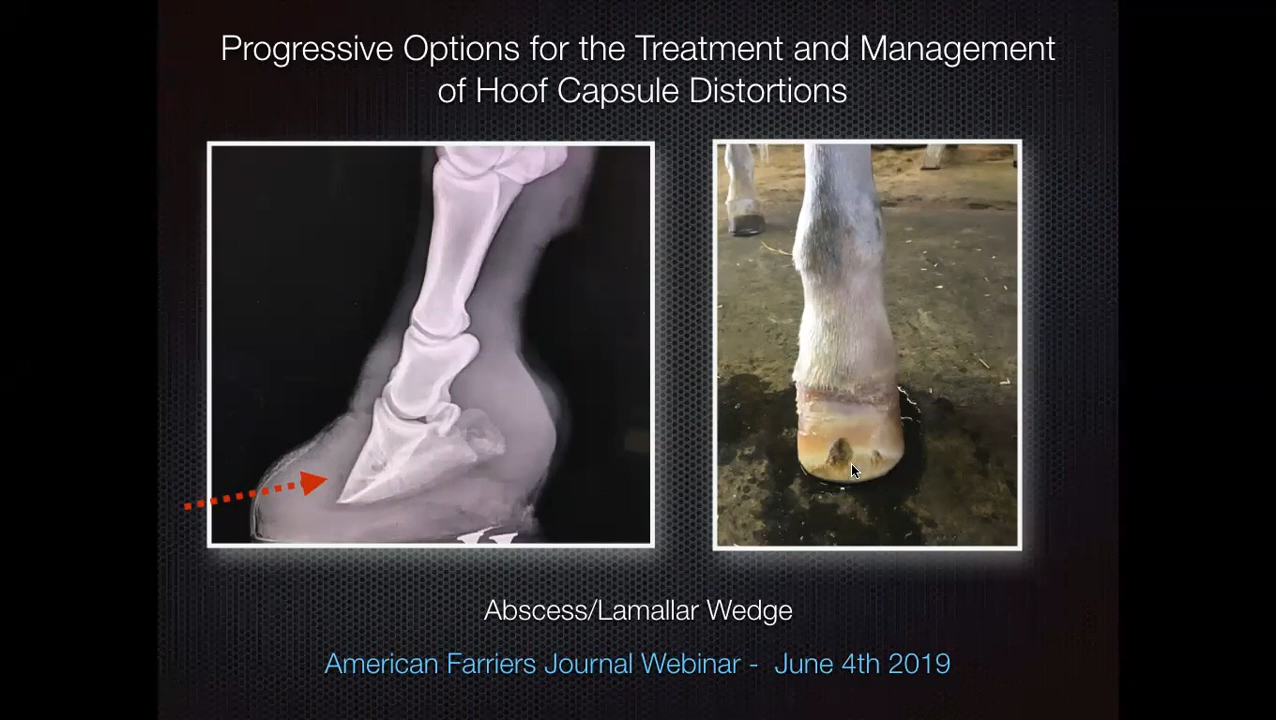 Progressive Options for the Treatment and Management
of Hoof Capsule Distortions
Abscess/Lamallar Wedge
American Farriers Journal Webinar - June 4th 2019